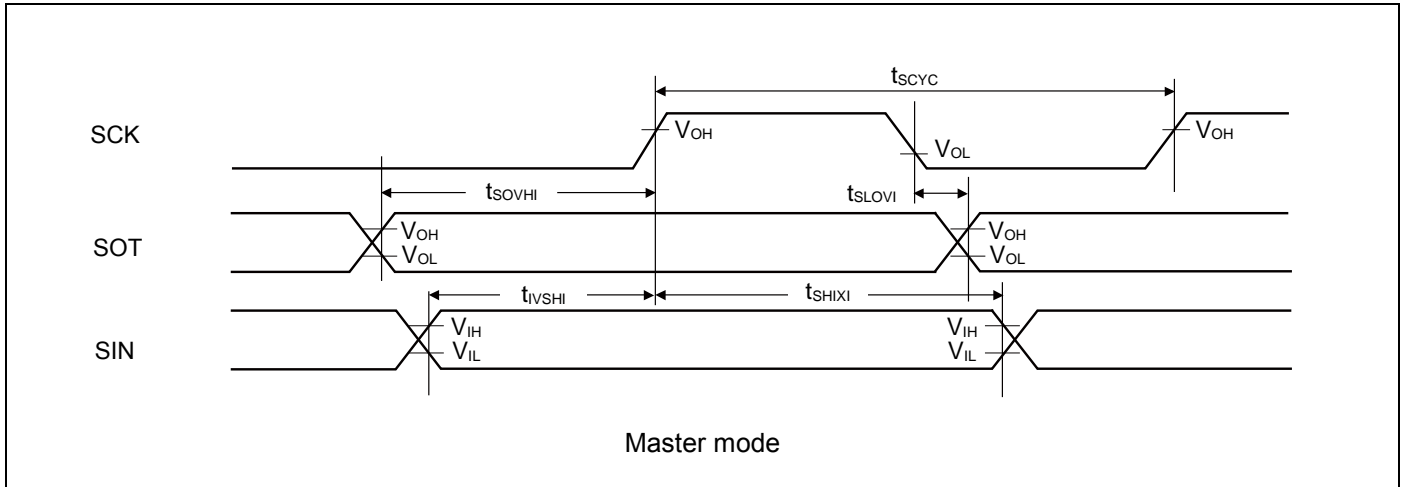 tSCYC
SCK
VOH
VOL
VOH
tSOVHI
tSLOVI
SOT
VOH
VOL
VOH
VOL
tIVSHI
tSHIXI
SIN
VIH
VIL
VIH
VIL
Master mode